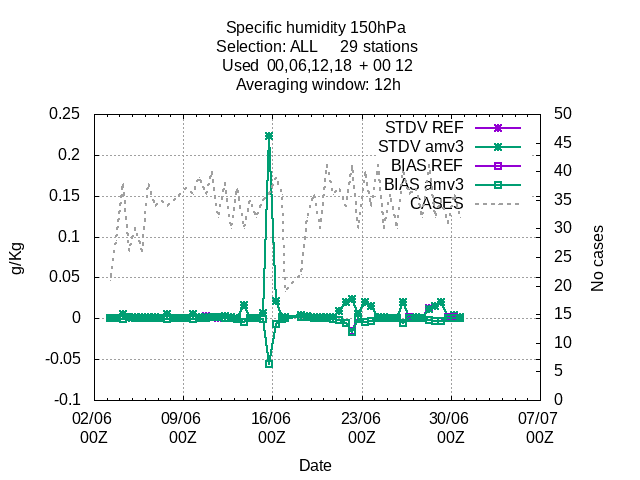 Specific humidity 150hPa
Selection: ALL     29 stations
Used  00,06,12,18  + 00 12
Averaging window: 12h
0.25
0.2
0.15
0.1
0.05
0
-0.05
-0.1
50
45
40
35
30
25
20
15
10
5
0
STDV REF
STDV amv3
BIAS REF
BIAS amv3
CASES
g/Kg
No cases
02/06 09/06 16/06 23/06 30/06 07/07
00Z 00Z 00Z 00Z 00Z 00Z
Date